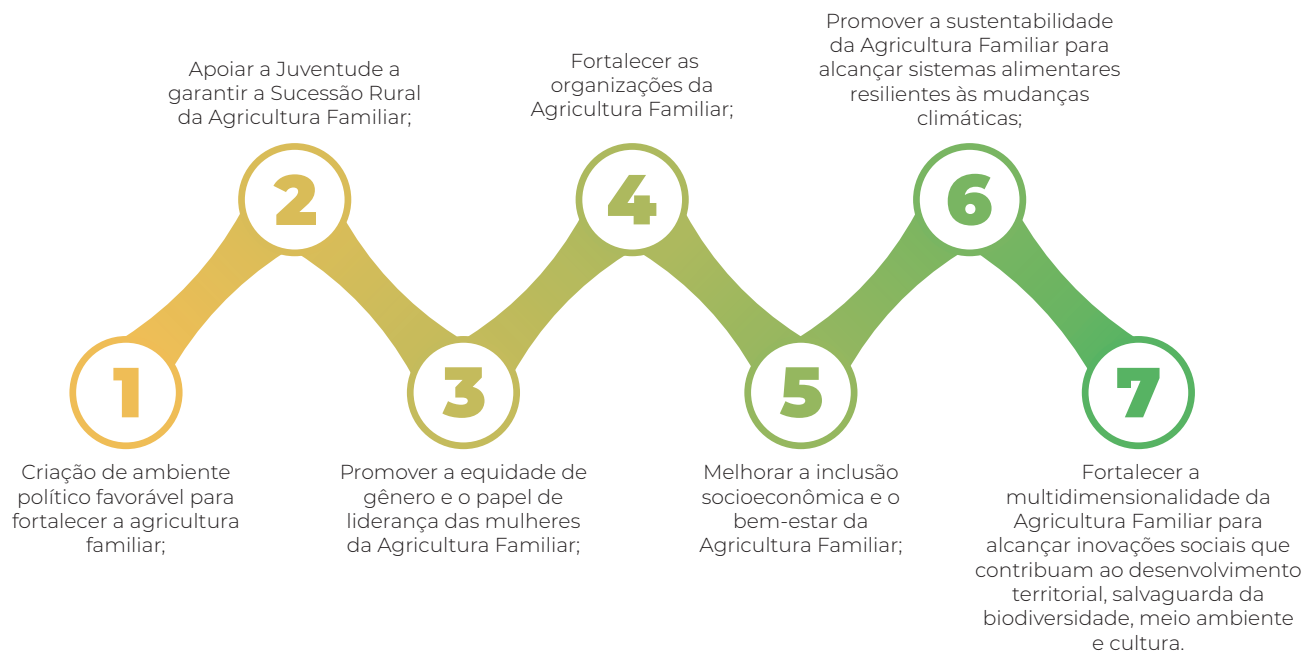 1
Criação de ambiente
político favorável para
fortalecer a agricultura
familiar;
2
Apoiar a Juventude a
garantir a Sucessão Rural
da Agricultura Familiar;
3
Promover a equidade de
gênero e o papel de
liderança das mulheres
da Agricultura Familiar;
4
Fortalecer as
organizações da
Agricultura Familiar;
5
Melhorar a inclusão
socioeconômica e o
bem-estar da
Agricultura Familiar;
6
Promover a sustentabilidade
da Agricultura Familiar para
alcançar sistemas alimentares
resilientes às mudanças
climáticas;
7
Fortalecer a
multidimensionalidade da
Agricultura Familiar para
alcançar inovações sociais que
contribuam ao desenvolvimento
territorial, salvaguarda da
biodiversidade, meio ambiente
e cultura.